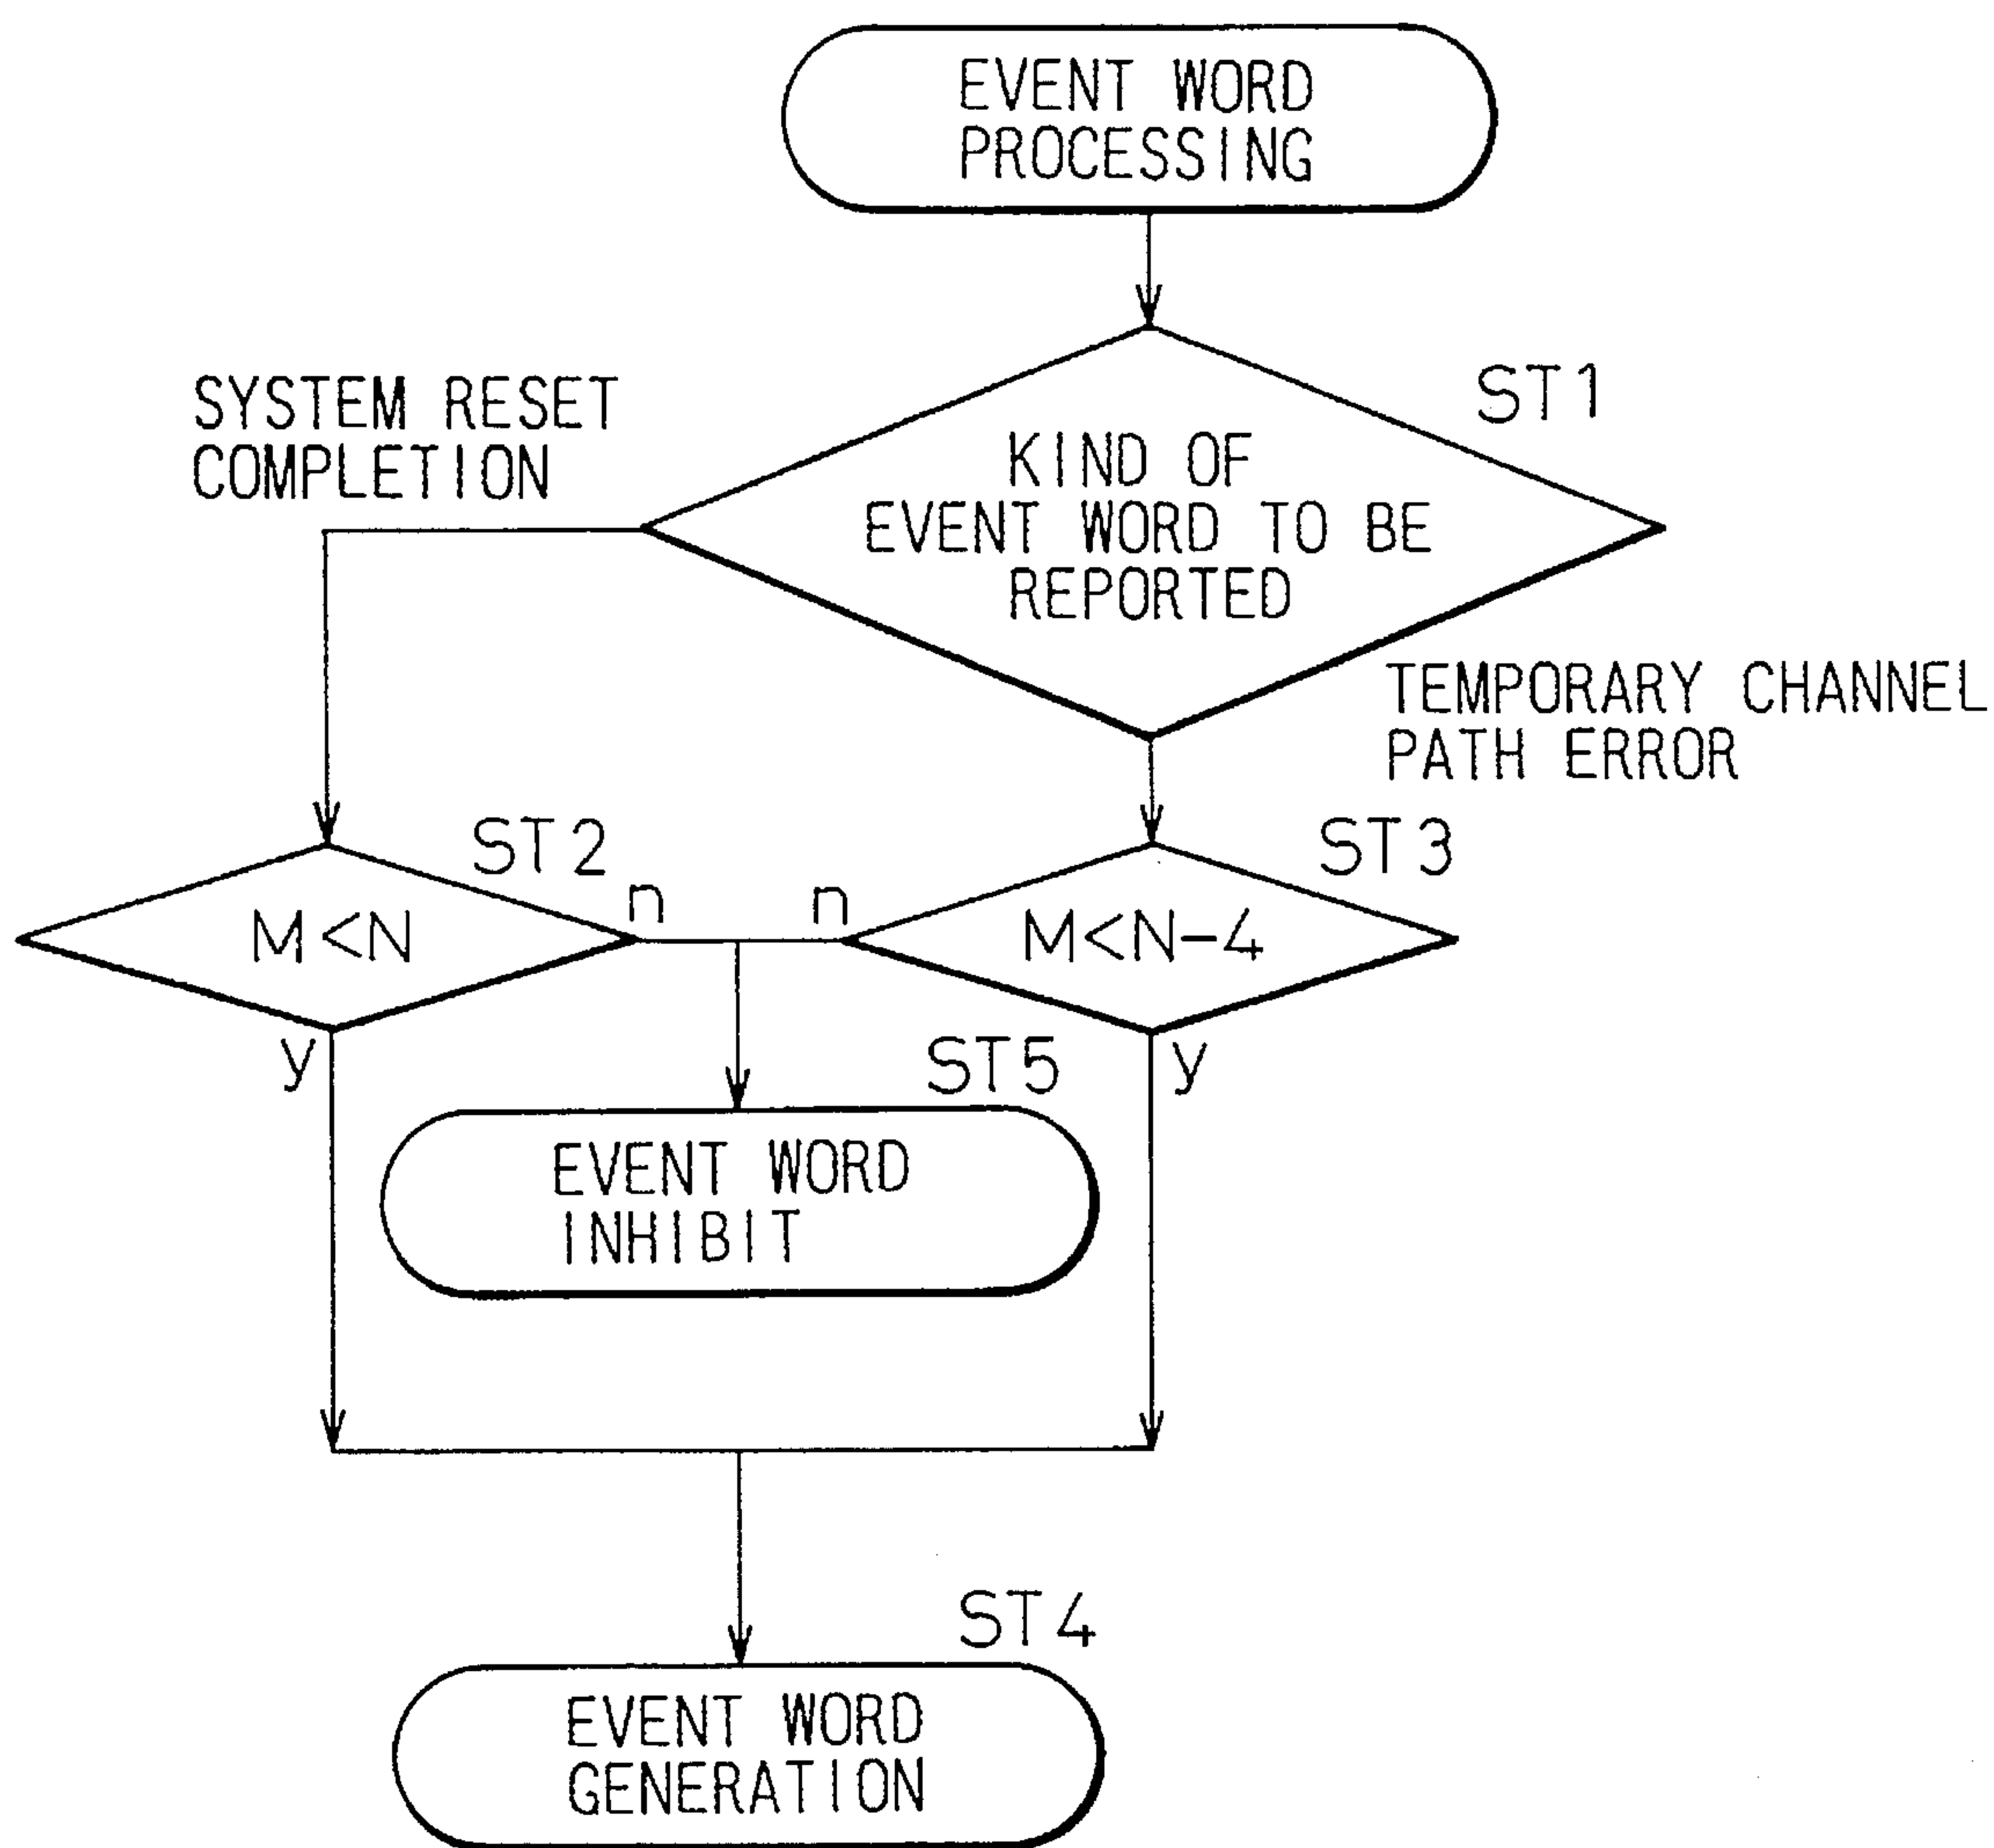 EVENT WORD
PROCESSING
ST1
SYSTEM RESET
COMPLETION
KIND OF
EVENT WORD TO BE
REPORTED
TEMPORARY CHANNEL
PATH ERROR
ST2
ST3
n
n
M<N
M<N-4
y
ST5
y
EVENT WORD
INHIBIT
ST4
EVENT WORD
GENERATION